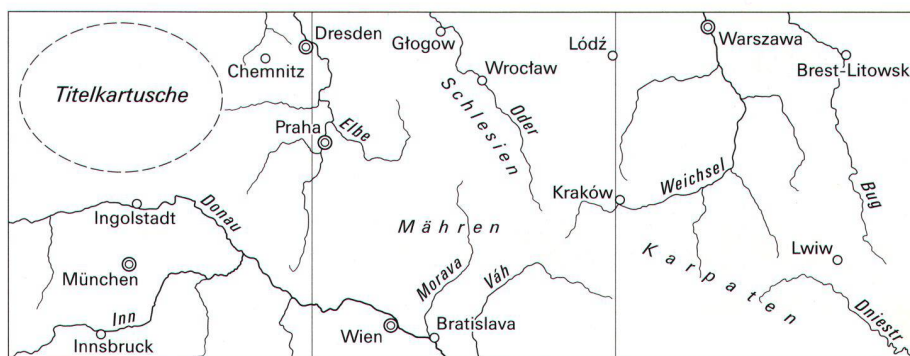 Titelkartusche
Chemnitz
Dresden
Praha
Elbe
Głogow
Wrocław
Schlesien
Oder
Łódź
Warszawa
Brest-Litowsk
Kraków
Weichsel
Bug
Ingolstadt
Donau
München
Inn
Innsbruck
Mähren
Morava
Váh
Wien
Bratislava
Karpaten
Lwiw
Dniestr